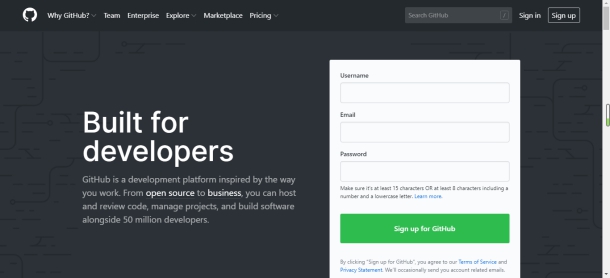 Why GitHub? Team Enterprise Explore Marketplace Pricing Search GitHub / Sign in Sign up
Built for
developers
GitHub is a development platform inspired by the way
you work. From open source to business, you can host
and review code, manage projects, and build software
alongside 50 million developers.
Username
Email
Password
Make sure it's at least 15 characters OR at least 8 characters including a
number and a lowercase letter. Learn more.
Sign up for GitHub
By clicking "Sign up for GitHub", you agree to our Terms of Service and
Privacy Statement. We'll occasionally send you account related emails.